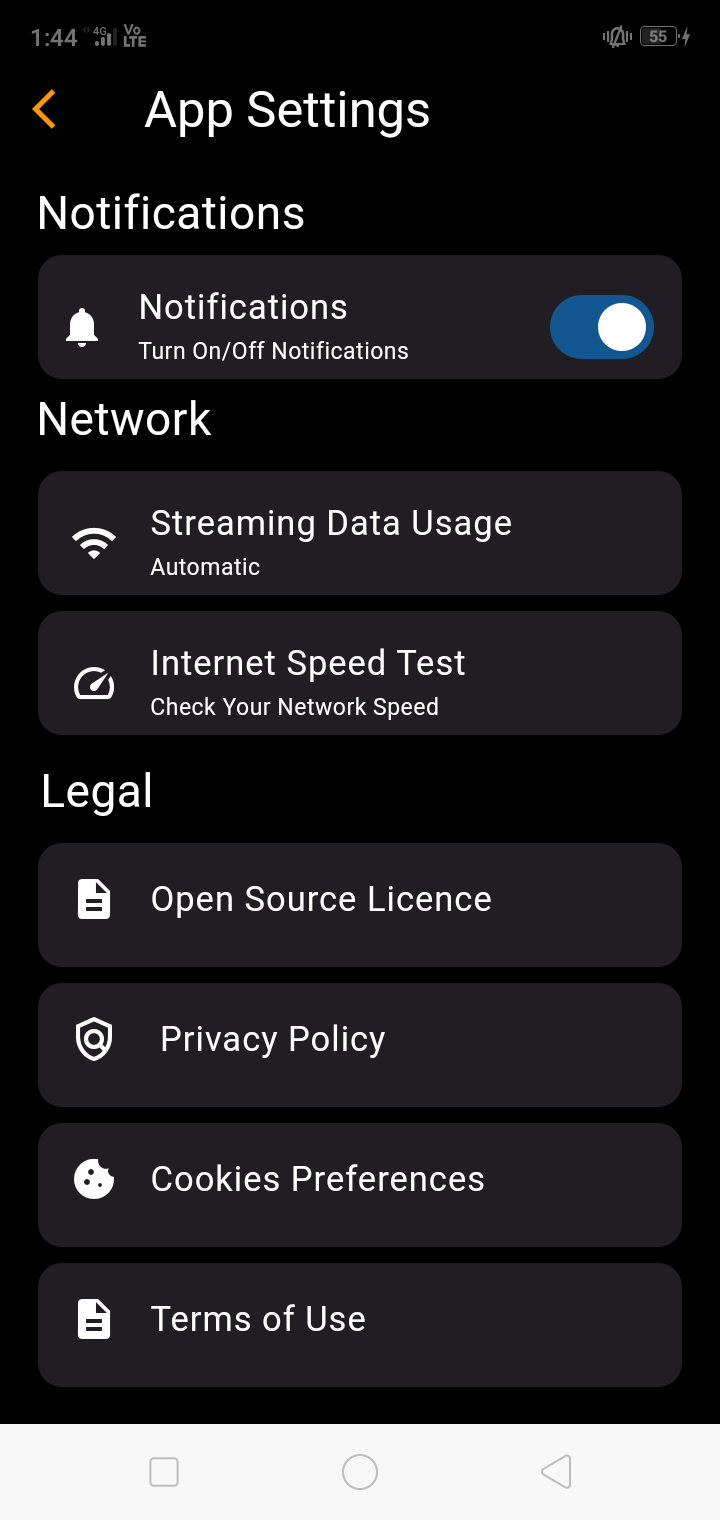 1:44 4G Vo LTE 55
App Settings
Notifications
Notifications
Turn On/Off Notifications
Network
Streaming Data Usage
Automatic
Internet Speed Test
Check Your Network Speed
Legal
Open Source Licence
Privacy Policy
Cookies Preferences
Terms of Use